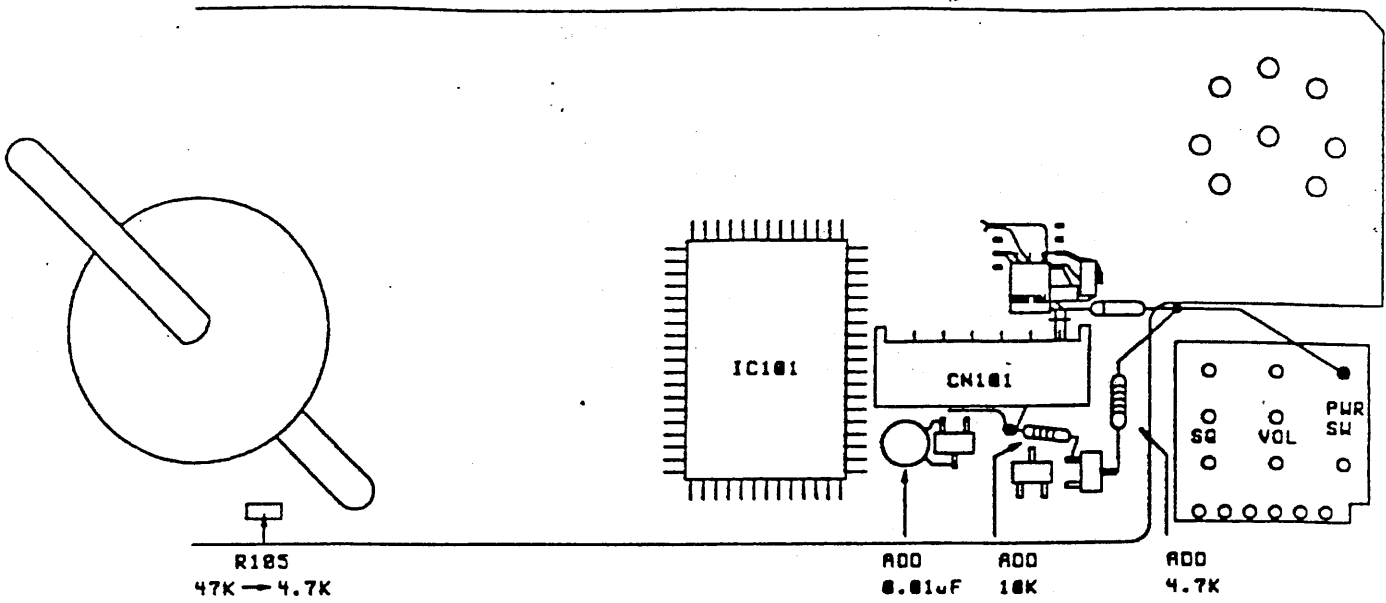 IC101
CN101
SQ
VOL
PWR
SW
R105
47K → 4.7K
ADD
0.01uF
ADD
10K
ADD
4.7K